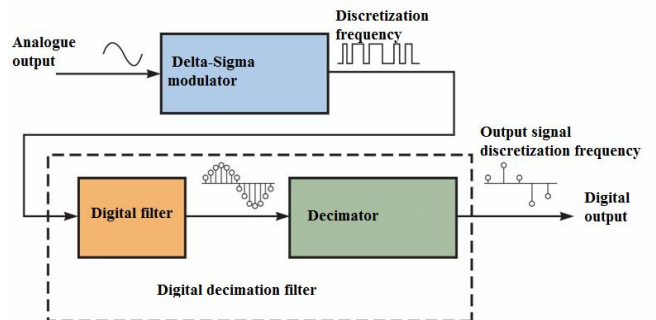 Analogue
output
Delta-Sigma
modulator
Discretization
frequency
Output signal
discretization frequency
Digital filter
Decimator
Digital
output
Digital decimation filter